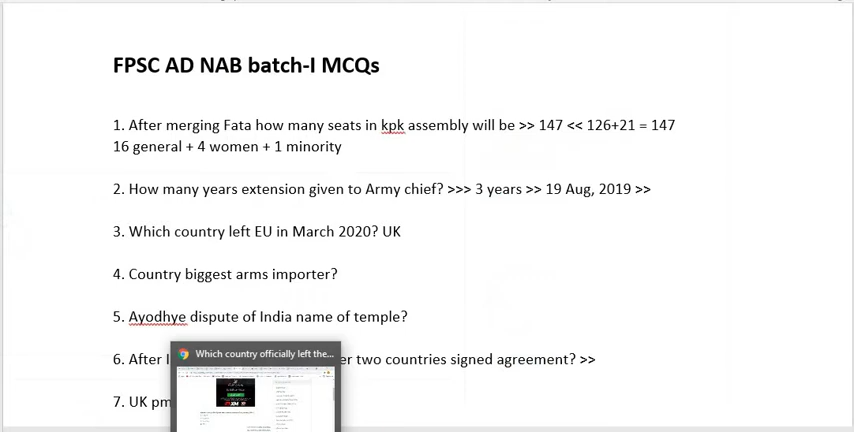 FPSC AD NAB batch-I MCQs
1. After merging Fata how many seats in kpk assembly will be >> 147 << 126+21 = 147
16 general + 4 women + 1 minority
2. How many years extension given to Army chief? >>> 3 years >> 19 Aug, 2019 >>
3. Which country left EU in March 2020? UK
4. Country biggest arms importer?
5. Ayodhye dispute of India name of temple?
Which country officially left the...
6. After er two countries signed agreement? >>
7. UK pm